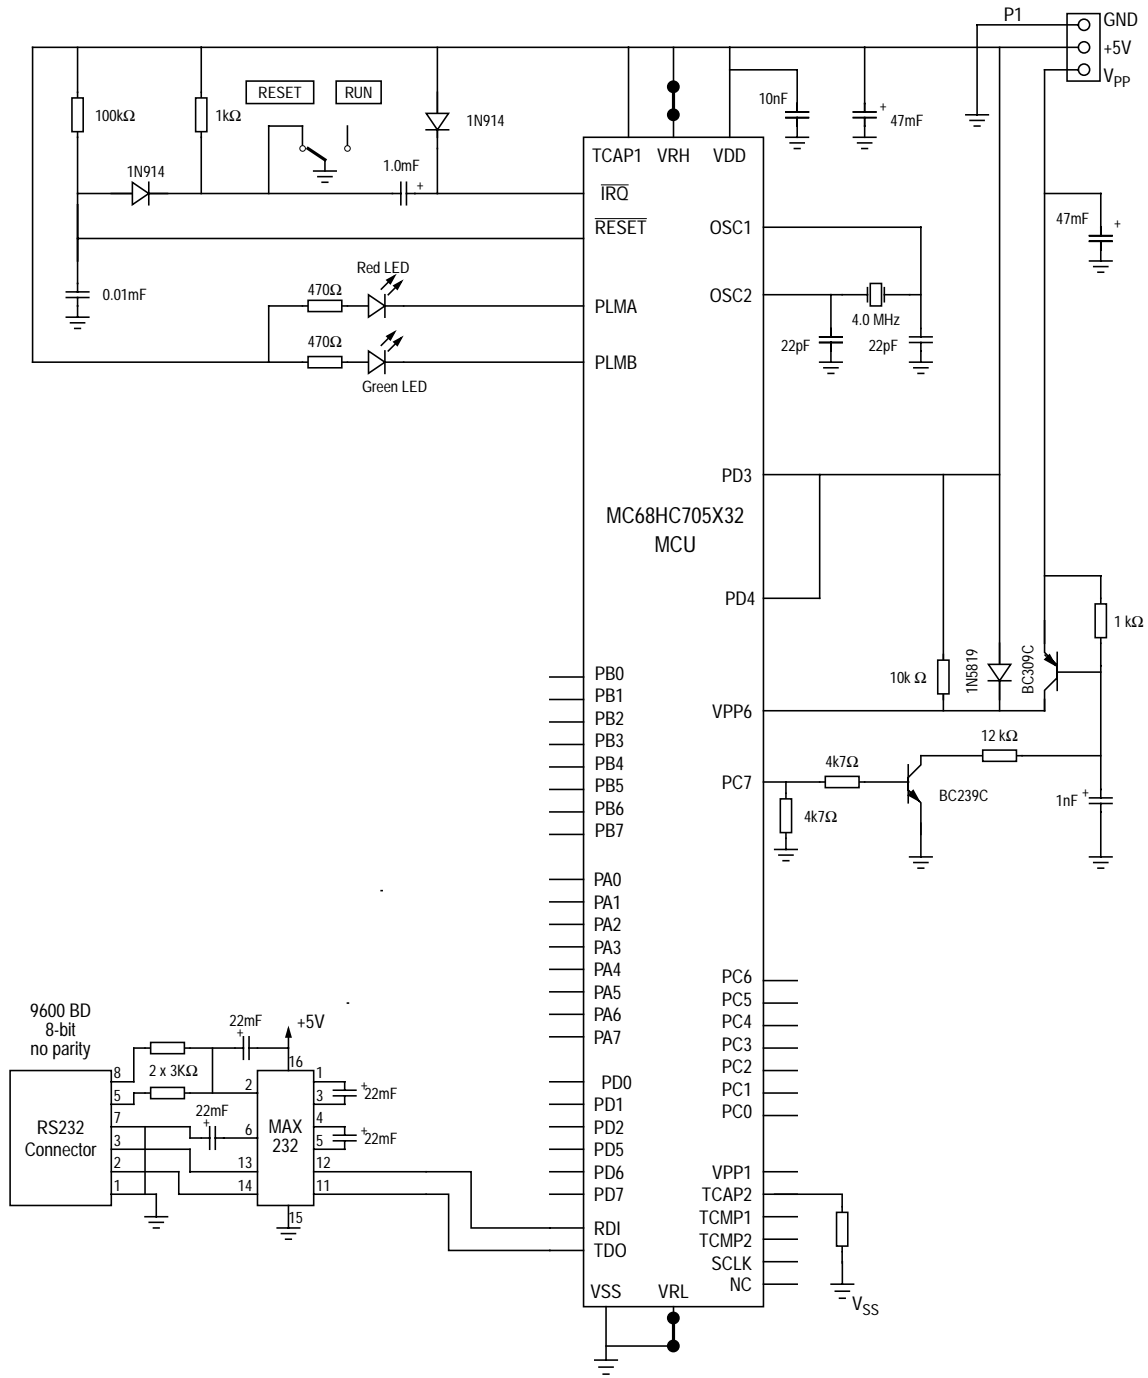 P1
GND
+5V
VPP
RESET
RUN
100kΩ
1kΩ
1N914
10nF
+
47mF
TCAP1 VRH VDD
1N914
1.0mF
+
IRQ
RESET
OSC1
47mF
+
Red LED
0.01mF
470Ω
PLMA
OSC2
4.0 MHz
22pF
22pF
470Ω
PLMB
Green LED
PD3
MC68HC705X32
MCU
PD4
1 kΩ
10k Ω
1N5819
BC309C
PB0
PB1
PB2
PB3
PB4
PB5
PB6
PB7
VPP6
12 kΩ
PC7
4k7Ω
BC239C
4k7Ω
1nF
+
PA0
PA1
PA2
PA3
PA4
PA5
PA6
PA7
PC6
PC5
PC4
PC3
PC2
PC1
PC0
9600 BD
8-bit
no parity
22mF
+
+5V
16
8
2 x 3KΩ
5
2
1
+
22mF
3
7
22mF
+
6
4
RS232
Connector
MAX
232
5
+
22mF
3
13
12
2
14
11
1
15
PD0
PD1
PD2
PD5
PD6
PD7
RDI
TDO
VPP1
TCAP2
TCMP1
TCMP2
SCLK
NC
VSS
VSS VRL